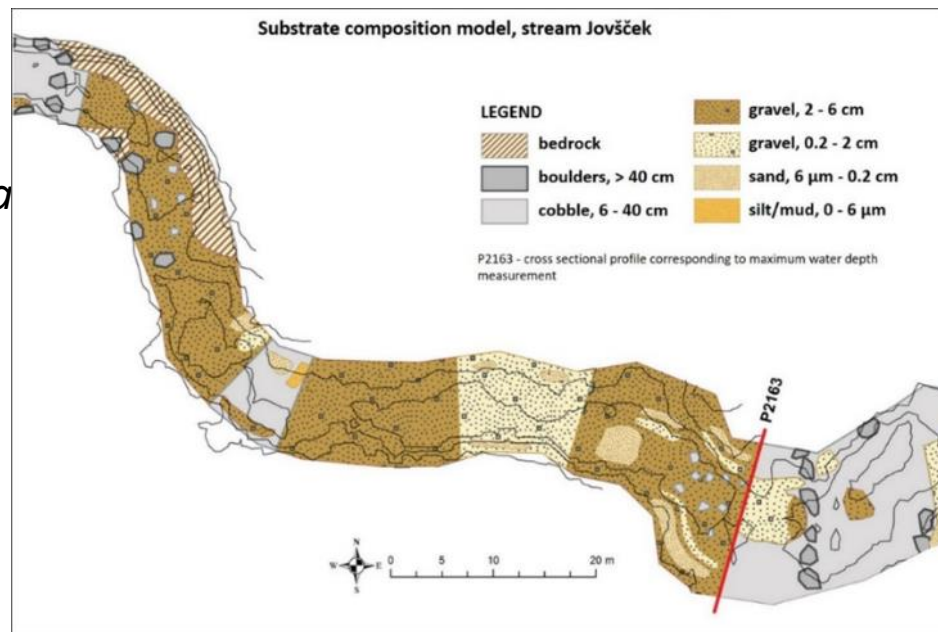 Substrate composition model, stream Jovšček
a
LEGEND
bedrock
boulders, > 40 cm
cobble, 6 - 40 cm
gravel, 2 - 6 cm
gravel, 0.2 - 2 cm
sand, 6 µm - 0.2 cm
silt/mud, 0 - 6 µm
P2163 - cross sectional profile corresponding to maximum water depth
measurement
P2163
N
W E
S
0 5 10 20 m